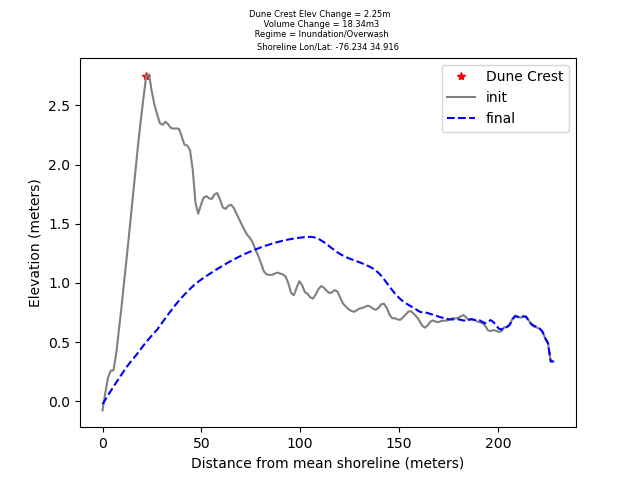 Dune Crest Elev Change = 2.25m
Volume Change = 18.34m3
Regime = Inundation/Overwash
Shoreline Lon/Lat: -76.234 34.916
Dune Crest
init
final
2.5
2.0
1.5
1.0
0.5
0.0
Elevation (meters)
0 50 100 150 200
Distance from mean shoreline (meters)